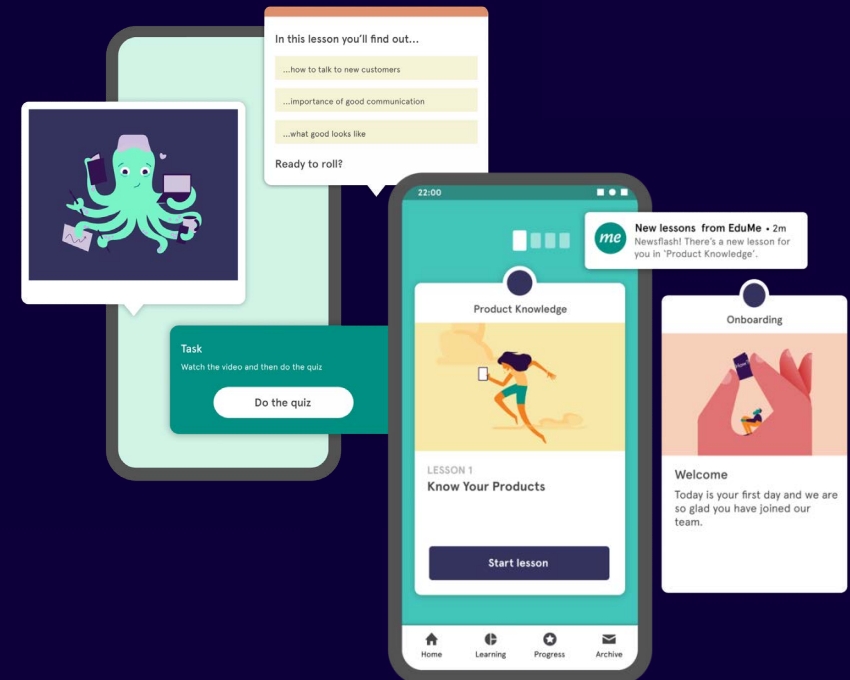 In this lesson you'll find out...
...how to talk to new customers
...importance of good communication
...what good looks like
Ready to roll?
Task
Watch the video and then do the quiz
Do the quiz
22:00
me
New lessons from EduMe • 2m
Newsflash! There's a new lesson for
you in 'Product Knowledge'.
Product Knowledge
LESSON 1
Know Your Products
Start lesson
Home
Learning
Progress
Archive
Onboarding
Welcome
Today is your first day and we are
so glad you have joined our
team.